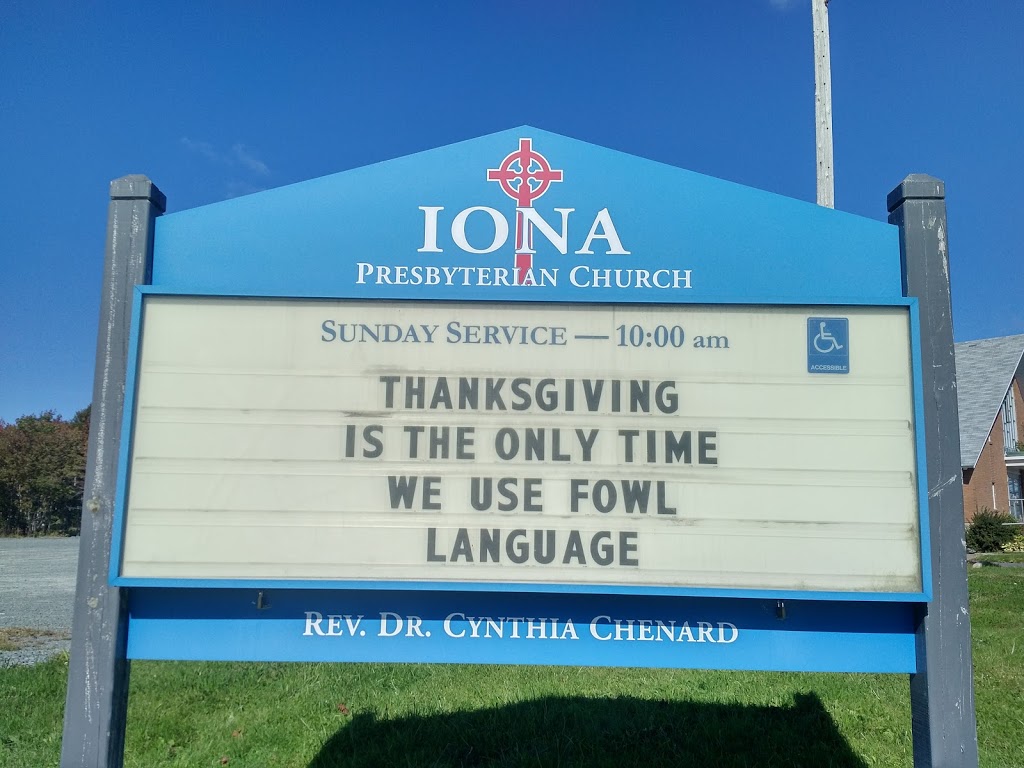 IONA
PRESBYTERIAN CHURCH
SUNDAY SERVICE — 10:00 am
ACCESSIBLE
THANKSGIVING
IS THE ONLY TIME
WE USE FOWL
LANGUAGE
REV. DR. CYNTHIA CHENARD